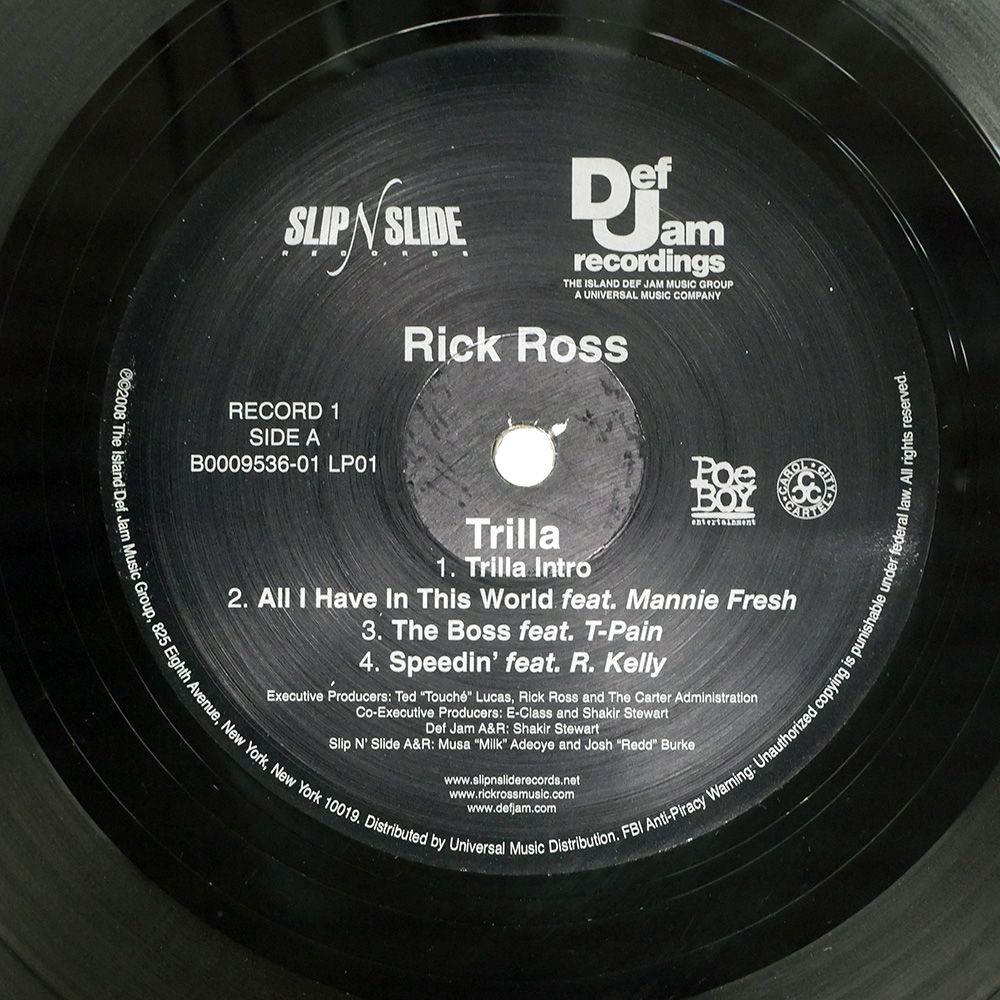 SLIP N SLIDE
RECORDS
Def
Jam
recordings
THE ISLAND DEF JAM MUSIC GROUP
A UNIVERSAL MUSIC COMPANY
Rick Ross
RECORD 1
SIDE A
B0009536-01 LP01
POE
BOY
entertainment
CAROL CITY
CARTEL
CCC
Trilla
1. Trilla Intro
2. All I Have In This World feat. Mannie Fresh
3. The Boss feat. T-Pain
4. Speedin' feat. R. Kelly
Executive Producers: Ted "Touché" Lucas, Rick Ross and The Carter Administration
Co-Executive Producers: E-Class and Shakir Stewart
Def Jam A&R: Shakir Stewart
Slip N' Slide A&R: Musa "Milk" Adeoye and Josh "Redd" Burke
www.slipnsliderecords.net
www.rickrossmusic.com
www.defjam.com
℗©2008 The Island Def Jam Music Group, 825 Eighth Avenue, New York, New York 10019. Distributed by Universal Music Distribution. FBI Anti-Piracy Warning: Unauthorized copying is punishable under federal law. All rights reserved.